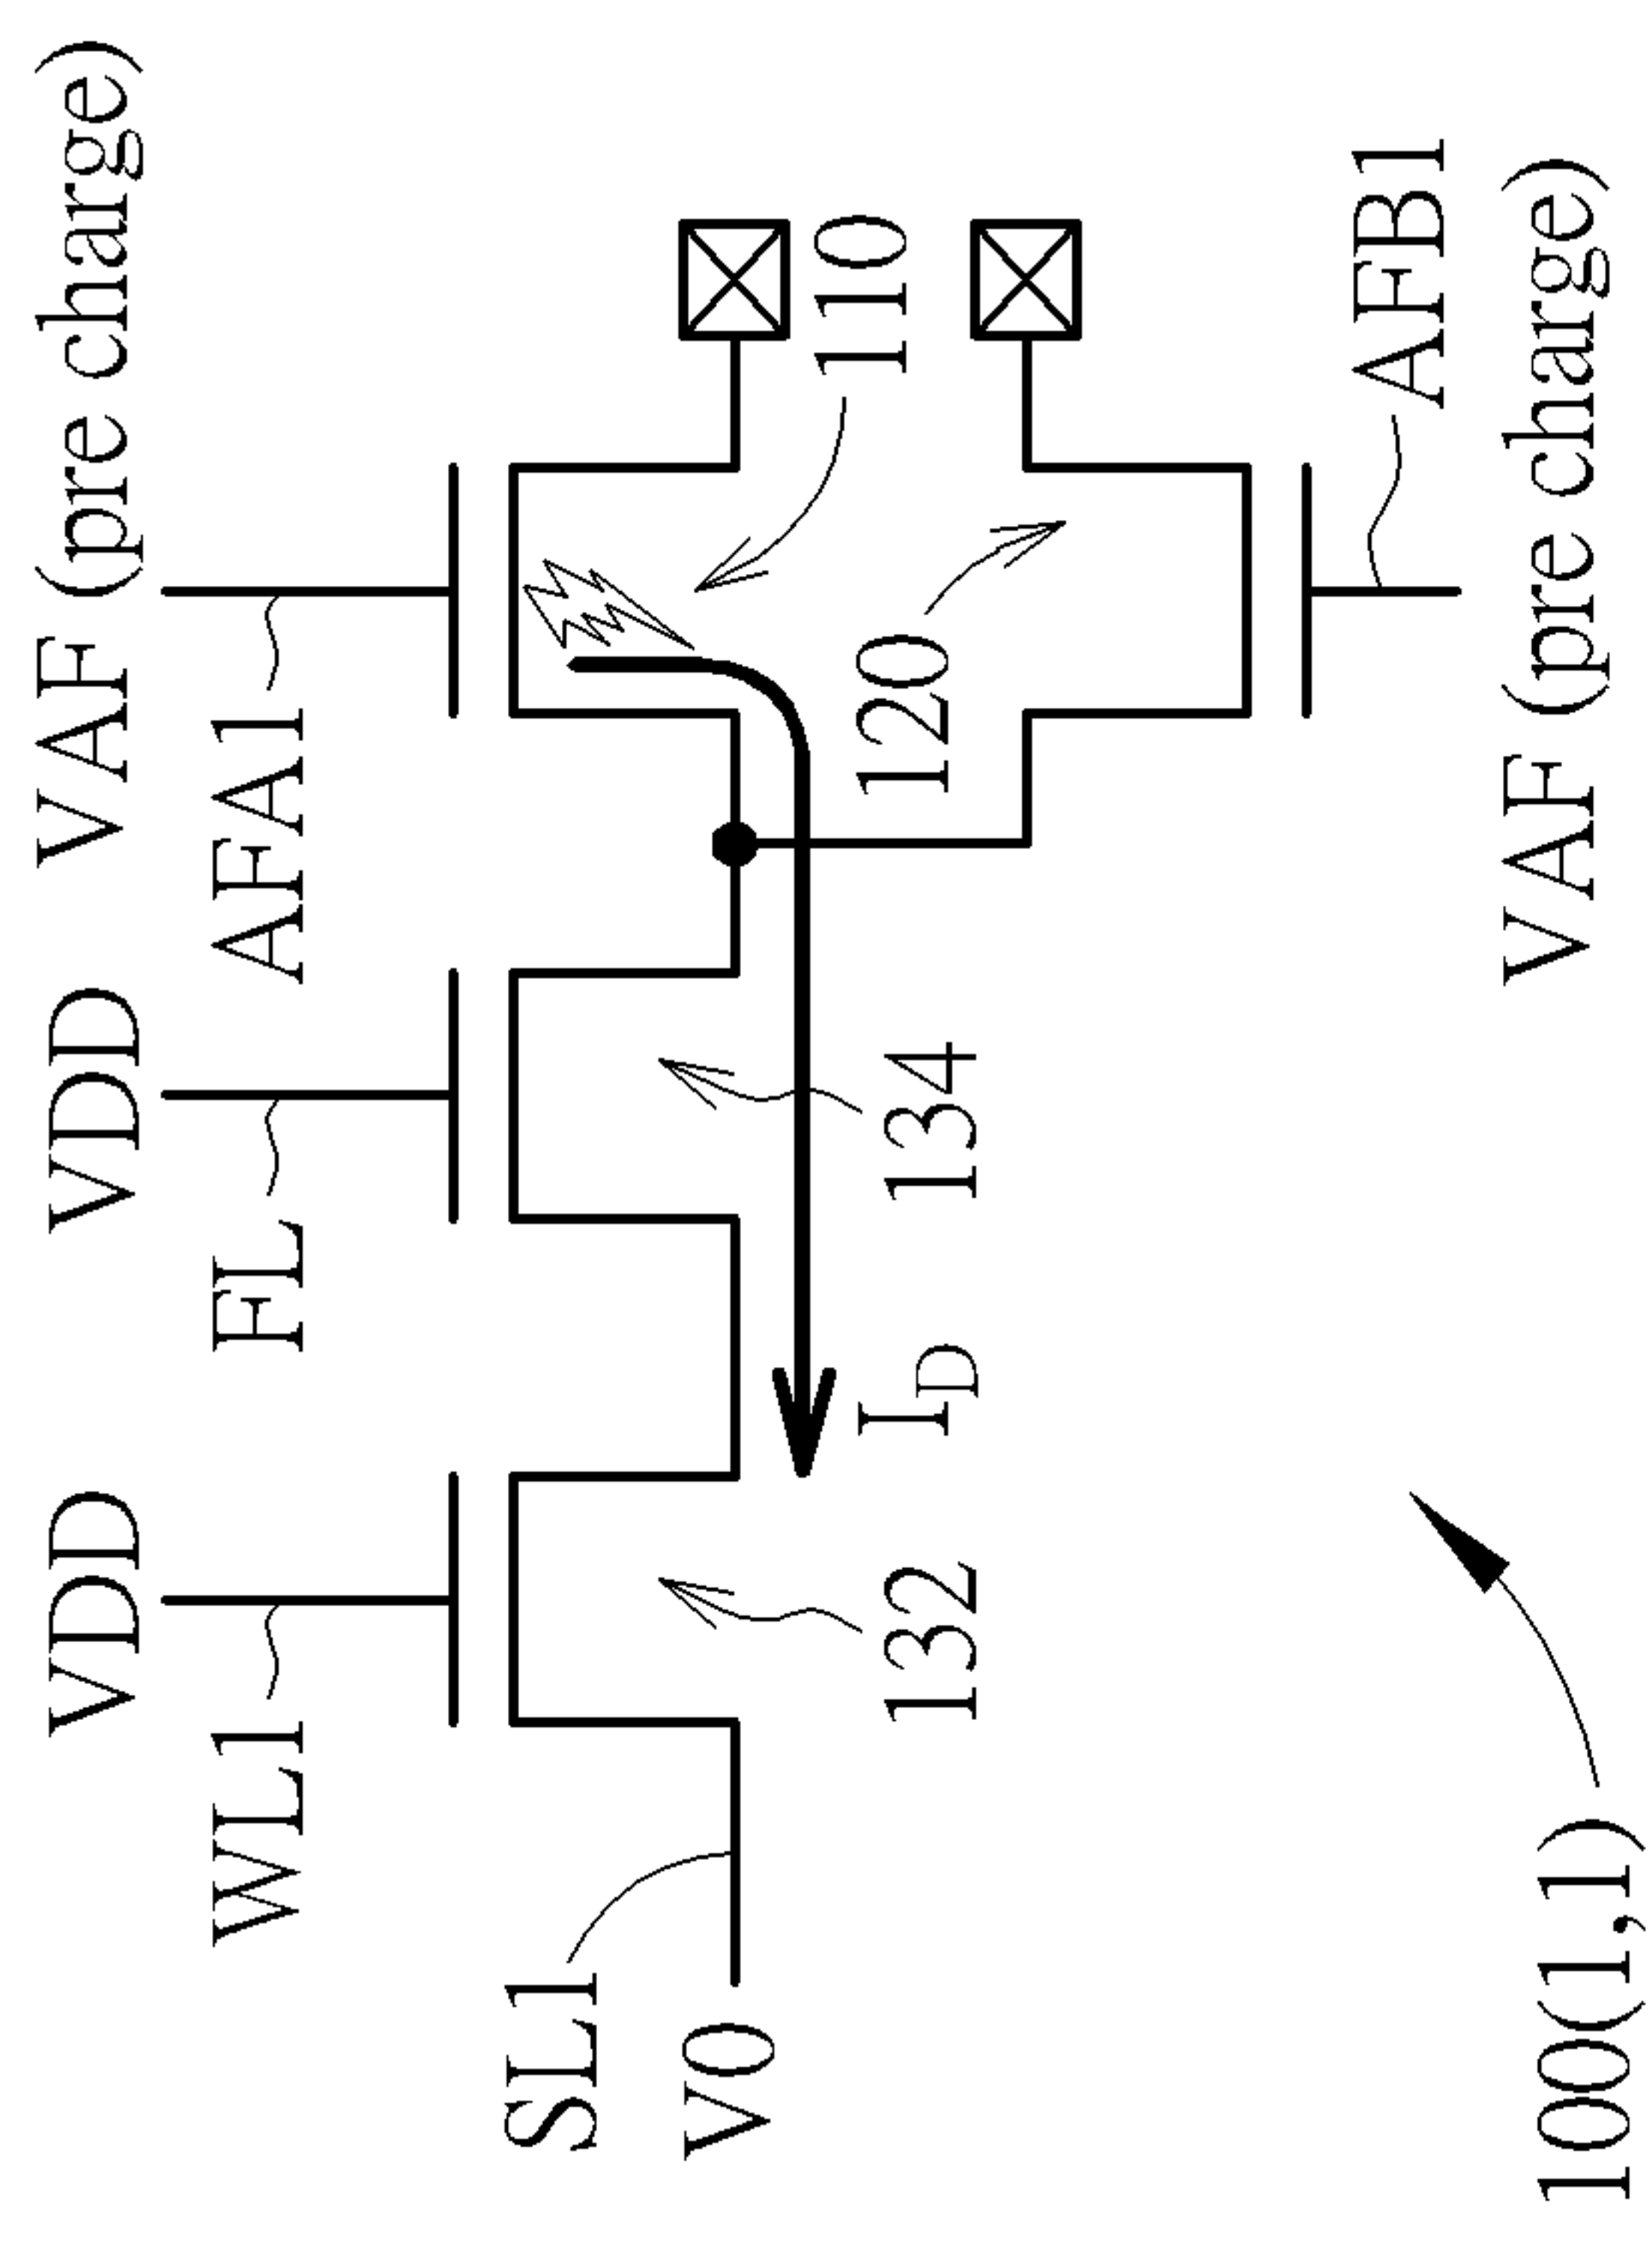 VDD
VDD
VAF (pre charge)
WL1
FL
AFA1
SL1
V0
110
132
I_D
134
120
AFB1
VAF (pre charge)
100(1,1)